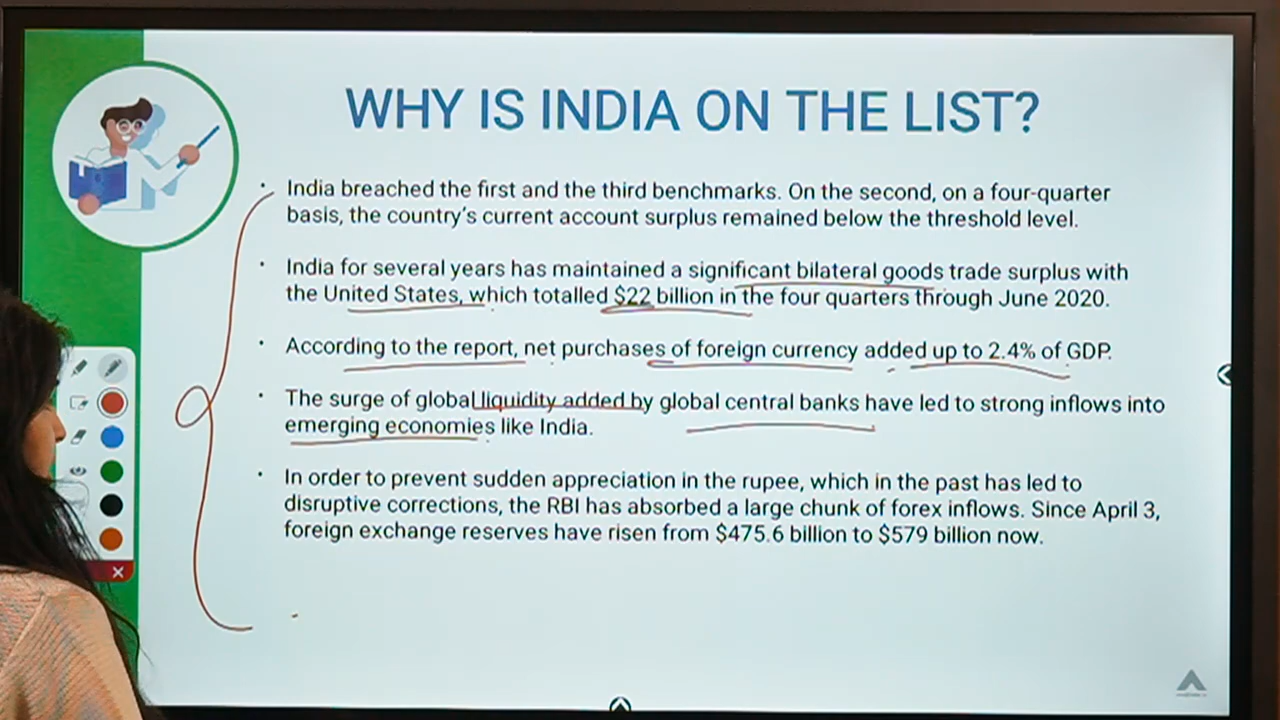 WHY IS INDIA ON THE LIST?
· India breached the first and the third benchmarks. On the second, on a four-quarter
basis, the country's current account surplus remained below the threshold level.
· India for several years has maintained a significant bilateral goods trade surplus with
the United States, which totalled $22 billion in the four quarters through June 2020.
· According to the report, net purchases of foreign currency added up to 2.4% of GDP.
· The surge of global liquidity added by global central banks have led to strong inflows into
emerging economies like India.
· In order to prevent sudden appreciation in the rupee, which in the past has led to
disruptive corrections, the RBI has absorbed a large chunk of forex inflows. Since April 3,
foreign exchange reserves have risen from $475.6 billion to $579 billion now.